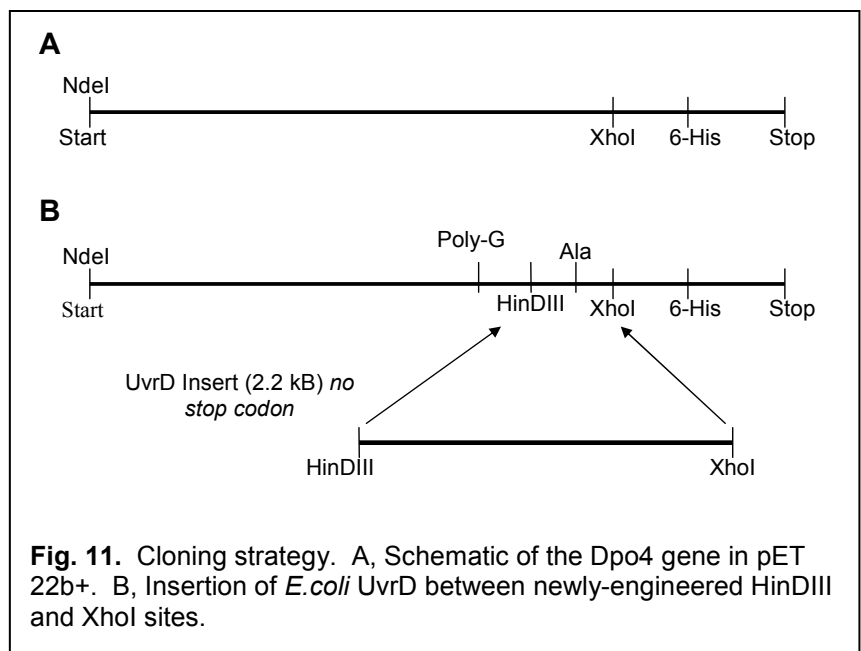 A
NdeI
Start XhoI 6-His Stop
B
Poly-G
Ala
NdeI
HinDIII
Start XhoI 6-His Stop
UvrD Insert (2.2 kB) no
stop codon
HinDIII XhoI
Fig. 11. Cloning strategy. A, Schematic of the Dpo4 gene in pET
22b+. B, Insertion of E.coli UvrD between newly-engineered HinDIII
and XhoI sites.